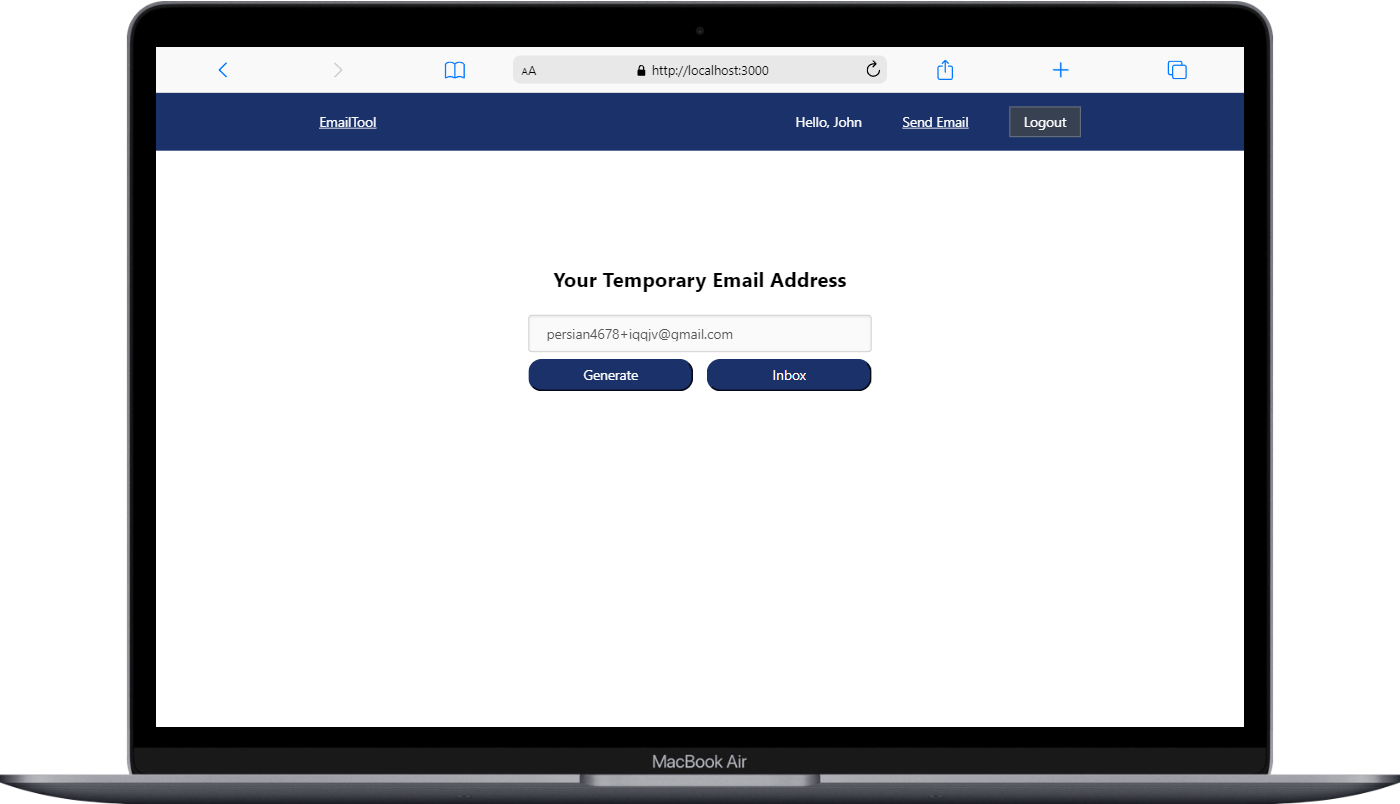 AA http://localhost:3000
EmailTool Hello, John Send Email Logout
Your Temporary Email Address
persian4678+iqqjv@gmail.com
Generate Inbox
MacBook Air